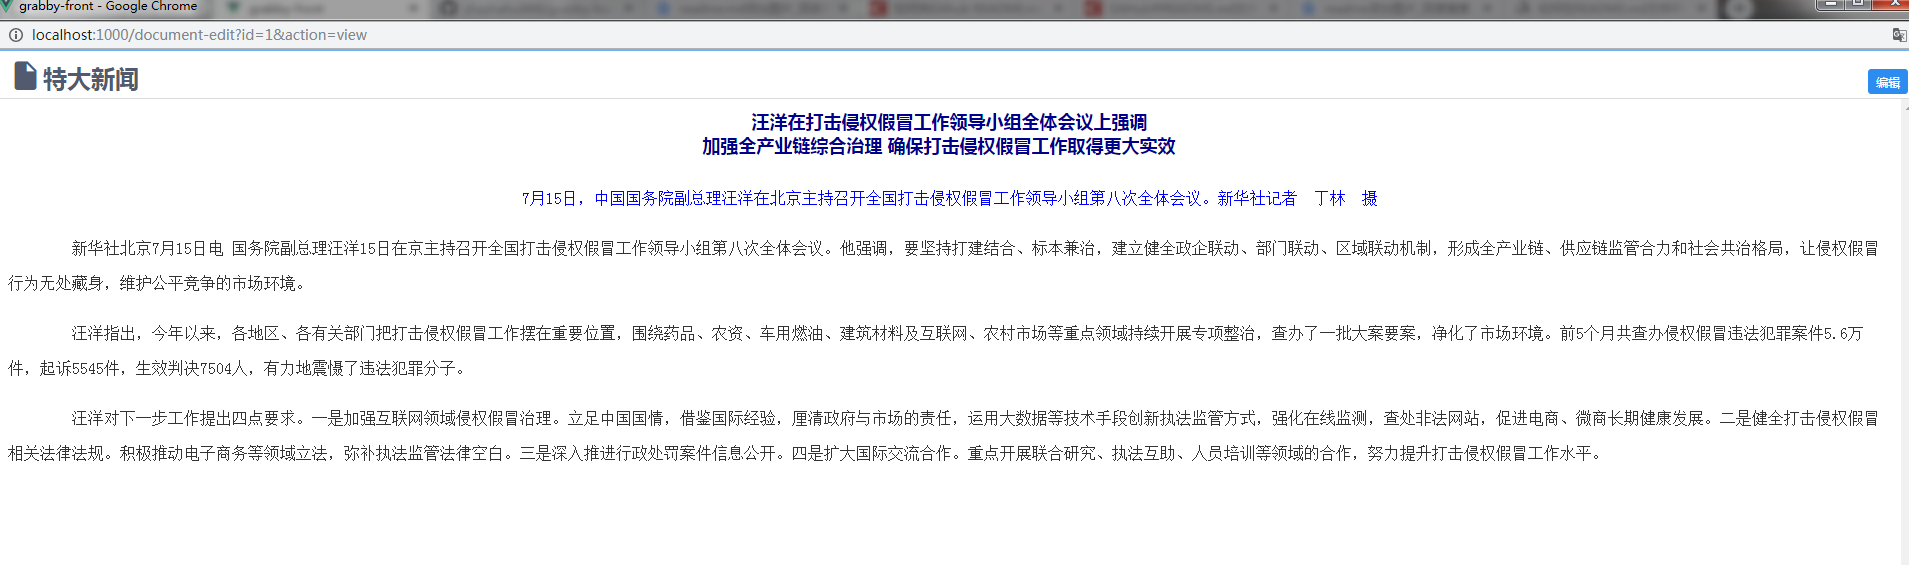 grabby-front - Google Chrome
localhost:1000/document-edit?id=1&action=view
特大新闻
编辑
汪洋在打击侵权假冒工作领导小组全体会议上强调
加强全产业链综合治理 确保打击侵权假冒工作取得更大实效
7月15日，中国国务院副总理汪洋在北京主持召开全国打击侵权假冒工作领导小组第八次全体会议。新华社记者　丁林　摄
新华社北京7月15日电 国务院副总理汪洋15日在京主持召开全国打击侵权假冒工作领导小组第八次全体会议。他强调，要坚持打建结合、标本兼治，建立健全政企联动、部门联动、区域联动机制，形成全产业链、供应链监管合力和社会共治格局，让侵权假冒
行为无处藏身，维护公平竞争的市场环境。
汪洋指出，今年以来，各地区、各有关部门把打击侵权假冒工作摆在重要位置，围绕药品、农资、车用燃油、建筑材料及互联网、农村市场等重点领域持续开展专项整治，查办了一批大案要案，净化了市场环境。前5个月共查办侵权假冒违法犯罪案件5.6万
件，起诉5545件，生效判决7504人，有力地震慑了违法犯罪分子。
汪洋对下一步工作提出四点要求。一是加强互联网领域侵权假冒治理。立足中国国情，借鉴国际经验，厘清政府与市场的责任，运用大数据等技术手段创新执法监管方式，强化在线监测，查处非法网站，促进电商、微商长期健康发展。二是健全打击侵权假冒
相关法律法规。积极推动电子商务等领域立法，弥补执法监管法律空白。三是深入推进行政处罚案件信息公开。四是扩大国际交流合作。重点开展联合研究、执法互助、人员培训等领域的合作，努力提升打击侵权假冒工作水平。